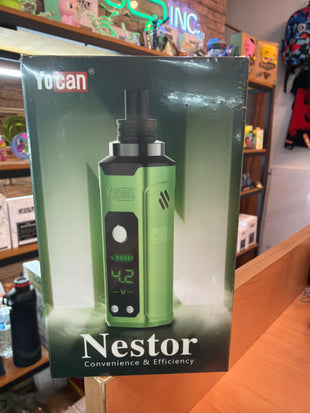 INC.
YOCAN®
YOCAN
4.2
V
Nestor
Convenience & Efficiency